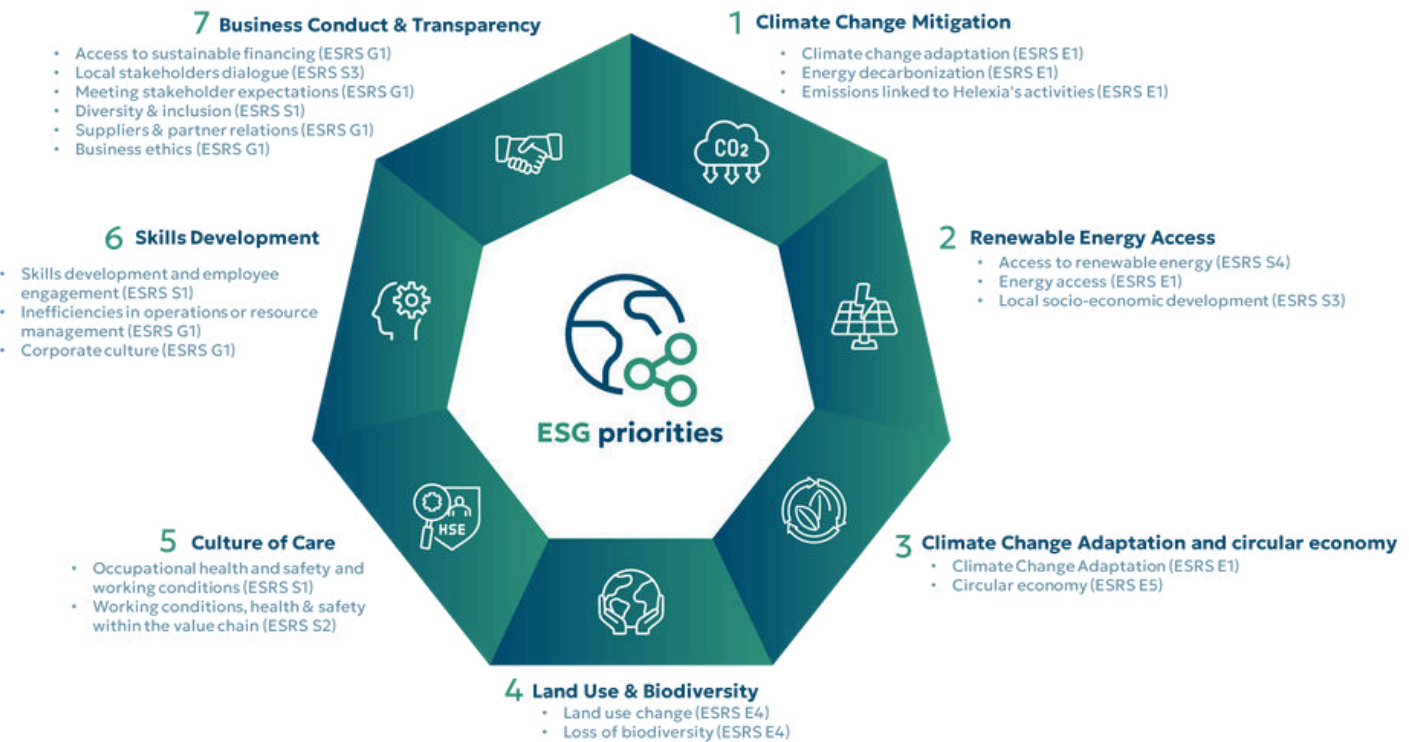 1 Climate Change Mitigation
• Climate change adaptation (ESRS E1)
• Energy decarbonization (ESRS E1)
• Emissions linked to Helexia's activities (ESRS E1)
2 Renewable Energy Access
• Access to renewable energy (ESRS S4)
• Energy access (ESRS E1)
• Local socio-economic development (ESRS S3)
3 Climate Change Adaptation and circular economy
• Climate Change Adaptation (ESRS E1)
• Circular economy (ESRS E5)
4 Land Use & Biodiversity
• Land use change (ESRS E4)
• Loss of biodiversity (ESRS E4)
5 Culture of Care
• Occupational health and safety and
working conditions (ESRS S1)
• Working conditions, health & safety
within the value chain (ESRS S2)
6 Skills Development
• Skills development and employee
engagement (ESRS S1)
• Inefficiencies in operations or resource
management (ESRS G1)
• Corporate culture (ESRS G1)
7 Business Conduct & Transparency
• Access to sustainable financing (ESRS G1)
• Local stakeholders dialogue (ESRS S3)
• Meeting stakeholder expectations (ESRS G1)
• Diversity & inclusion (ESRS S1)
• Suppliers & partner relations (ESRS G1)
• Business ethics (ESRS G1)
CO2
HSE
ESG priorities